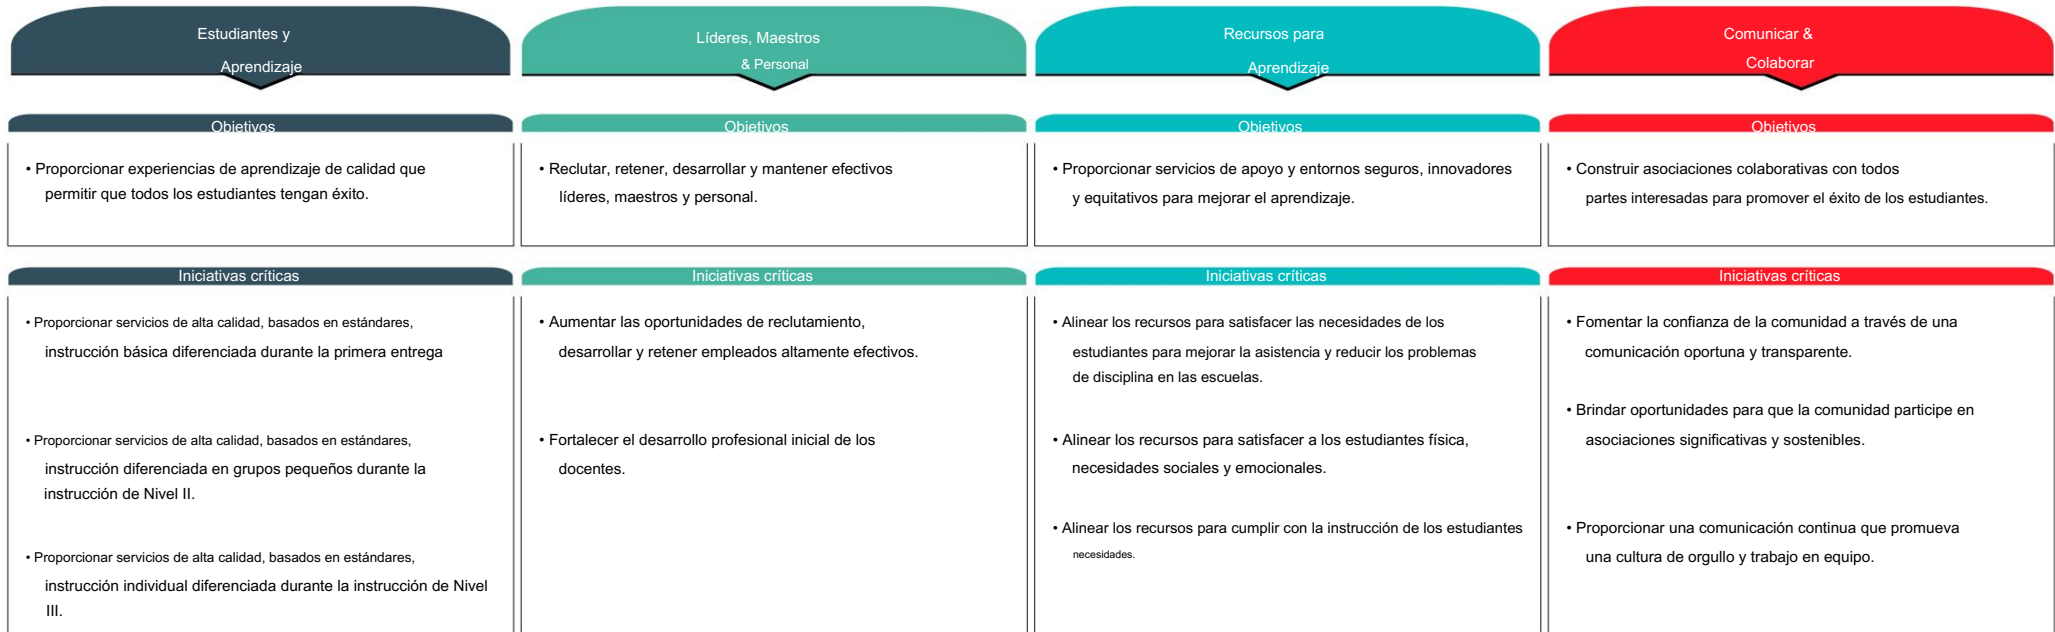 Estudiantes y
Aprendizaje
Objetivos
• Proporcionar experiencias de aprendizaje de calidad que
permitir que todos los estudiantes tengan éxito.
Iniciativas críticas
• Proporcionar servicios de alta calidad, basados en estándares,
instrucción básica diferenciada durante la primera entrega
• Proporcionar servicios de alta calidad, basados en estándares,
instrucción diferenciada en grupos pequeños durante la
instrucción de Nivel II.
• Proporcionar servicios de alta calidad, basados en estándares,
instrucción individual diferenciada durante la instrucción de Nivel
III.
Líderes, Maestros
& Personal
Objetivos
• Reclutar, retener, desarrollar y mantener efectivos
líderes, maestros y personal.
Iniciativas críticas
• Aumentar las oportunidades de reclutamiento,
desarrollar y retener empleados altamente efectivos.
• Fortalecer el desarrollo profesional inicial de los
docentes.
Recursos para
Aprendizaje
Objetivos
• Proporcionar servicios de apoyo y entornos seguros, innovadores
y equitativos para mejorar el aprendizaje.
Iniciativas críticas
• Alinear los recursos para satisfacer las necesidades de los
estudiantes para mejorar la asistencia y reducir los problemas
de disciplina en las escuelas.
• Alinear los recursos para satisfacer a los estudiantes física,
necesidades sociales y emocionales.
• Alinear los recursos para cumplir con la instrucción de los estudiantes
necesidades.
Comunicar &
Colaborar
Objetivos
• Construir asociaciones colaborativas con todos
partes interesadas para promover el éxito de los estudiantes.
Iniciativas críticas
• Fomentar la confianza de la comunidad a través de una
comunicación oportuna y transparente.
• Brindar oportunidades para que la comunidad participe en
asociaciones significativas y sostenibles.
• Proporcionar una comunicación continua que promueva
una cultura de orgullo y trabajo en equipo.